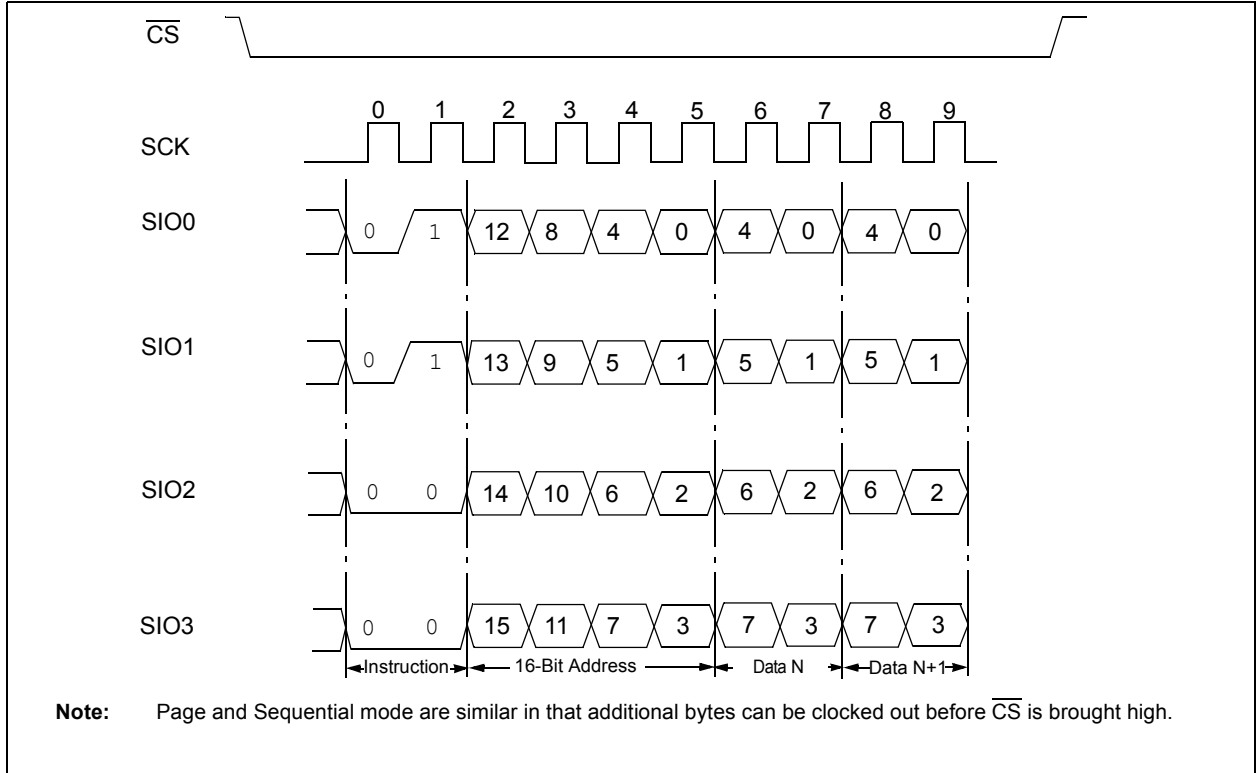 CS
0 1 2 3 4 5 6 7 8 9
SCK
SIO0 0 1 12 8 4 0 4 0 4 0
SIO1 0 1 13 9 5 1 5 1 5 1
SIO2 0 0 14 10 6 2 6 2 6 2
SIO3 0 0 15 11 7 3 7 3 7 3
Instruction 16-Bit Address Data N Data N+1
Note: Page and Sequential mode are similar in that additional bytes can be clocked out before CS is brought high.